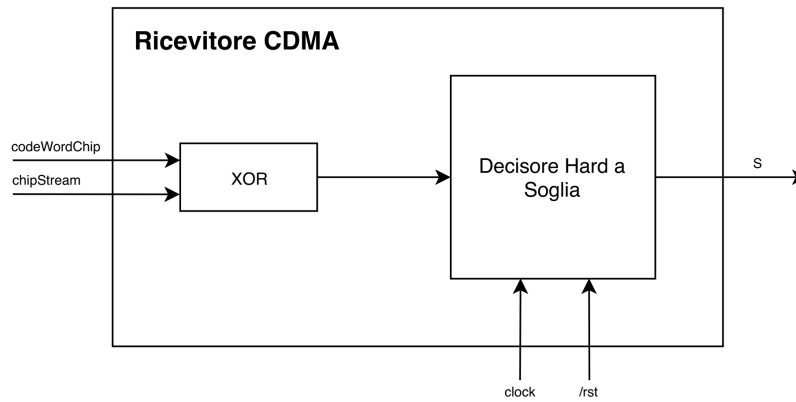 Ricevitore CDMA
codeWordChip
chipStream
XOR
Decisore Hard a
Soglia
S
clock
/rst